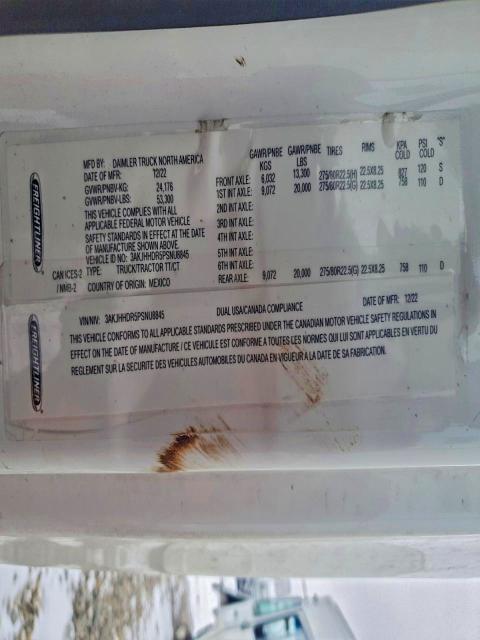 FREIGHTLINER
MFD BY: DAIMLER TRUCK NORTH AMERICA
DATE OF MFR: 12/22
GVWR/PNBV-KG: 24,176
GVWR/PNBV-LBS: 53,300
THIS VEHICLE COMPLIES WITH ALL
APPLICABLE FEDERAL MOTOR VEHICLE
SAFETY STANDARDS IN EFFECT AT THE DATE
OF MANUFACTURE SHOWN ABOVE.
VEHICLE ID NO: 3AKJHHDR5PSNU8845
CAN ICES-2 TYPE: TRUCK/TRACTOR TT/CT
/ NMB-2 COUNTRY OF ORIGIN: MEXICO
GAWR/PNBE KGS GAWR/PNBE LBS TIRES RIMS KPA COLD PSI COLD "S"
FRONT AXLE: 6,032 13,300 275/80R22.5(H) 22.5X8.25 827 120 S
1ST INT AXLE: 9,072 20,000 275/80R22.5(G) 22.5X8.25 758 110 D
2ND INT AXLE:
3RD INT AXLE:
4TH INT AXLE:
5TH INT AXLE:
6TH INT AXLE:
REAR AXLE: 9,072 20,000 275/80R22.5(G) 22.5X8.25 758 110 D
FREIGHTLINER
VIN/NIV: 3AKJHHDR5PSNU8845 DUAL USA/CANADA COMPLIANCE DATE OF MFR: 12/22
THIS VEHICLE CONFORMS TO ALL APPLICABLE STANDARDS PRESCRIBED UNDER THE CANADIAN MOTOR VEHICLE SAFETY REGULATIONS IN
EFFECT ON THE DATE OF MANUFACTURE / CE VEHICULE EST CONFORME A TOUTES LES NORMES QUI LUI SONT APPLICABLES EN VERTU DU
REGLEMENT SUR LA SECURITE DES VEHICULES AUTOMOBILES DU CANADA EN VIGUEUR A LA DATE DE SA FABRICATION.